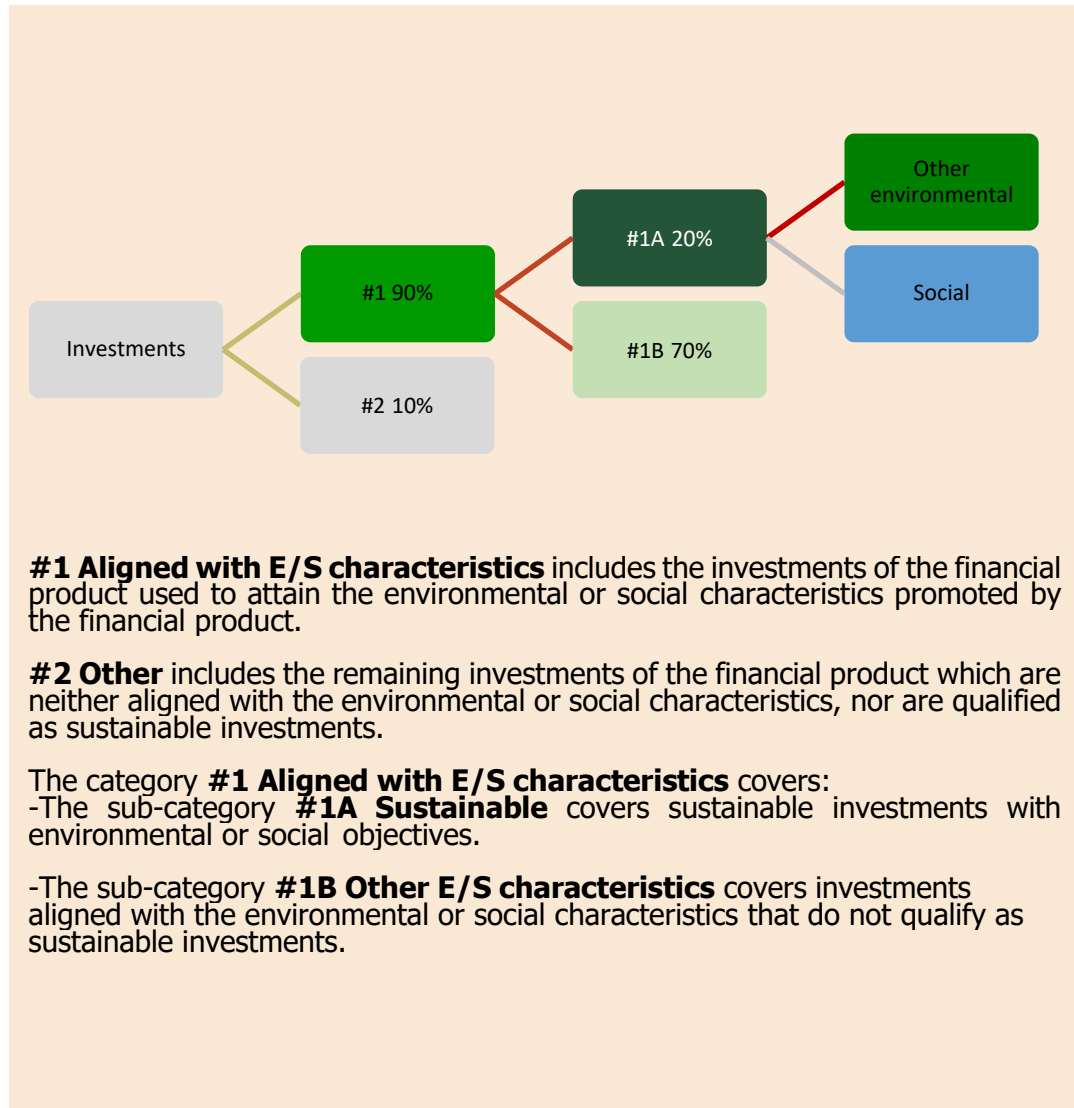 Other
environmental
#1A 20%
#1 90%
Social
Investments
#1B 70%
#2 10%
#1 Aligned with E/S characteristics includes the investments of the financial
product used to attain the environmental or social characteristics promoted by
the financial product.
#2 Other includes the remaining investments of the financial product which are
neither aligned with the environmental or social characteristics, nor are qualified
as sustainable investments.
The category #1 Aligned with E/S characteristics covers:
-The sub-category #1A Sustainable covers sustainable investments with
environmental or social objectives.
-The sub-category #1B Other E/S characteristics covers investments
aligned with the environmental or social characteristics that do not qualify as
sustainable investments.